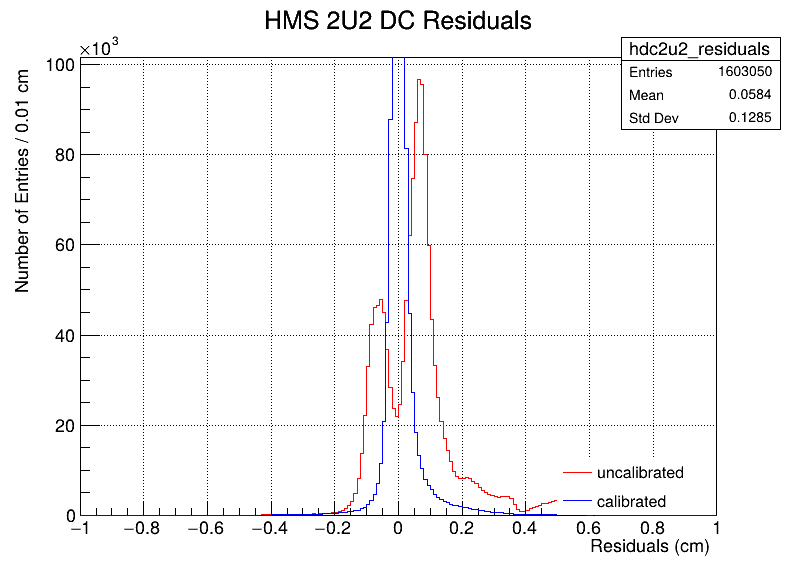 HMS 2U2 DC Residuals
×10³
hdc2u2_residuals
Entries 1603050
Mean 0.0584
Std Dev 0.1285
Number of Entries / 0.01 cm
100
80
60
40
20
0
−1 −0.8 −0.6 −0.4 −0.2 0 0.2 0.4 0.6 0.8 1
Residuals (cm)
uncalibrated
calibrated